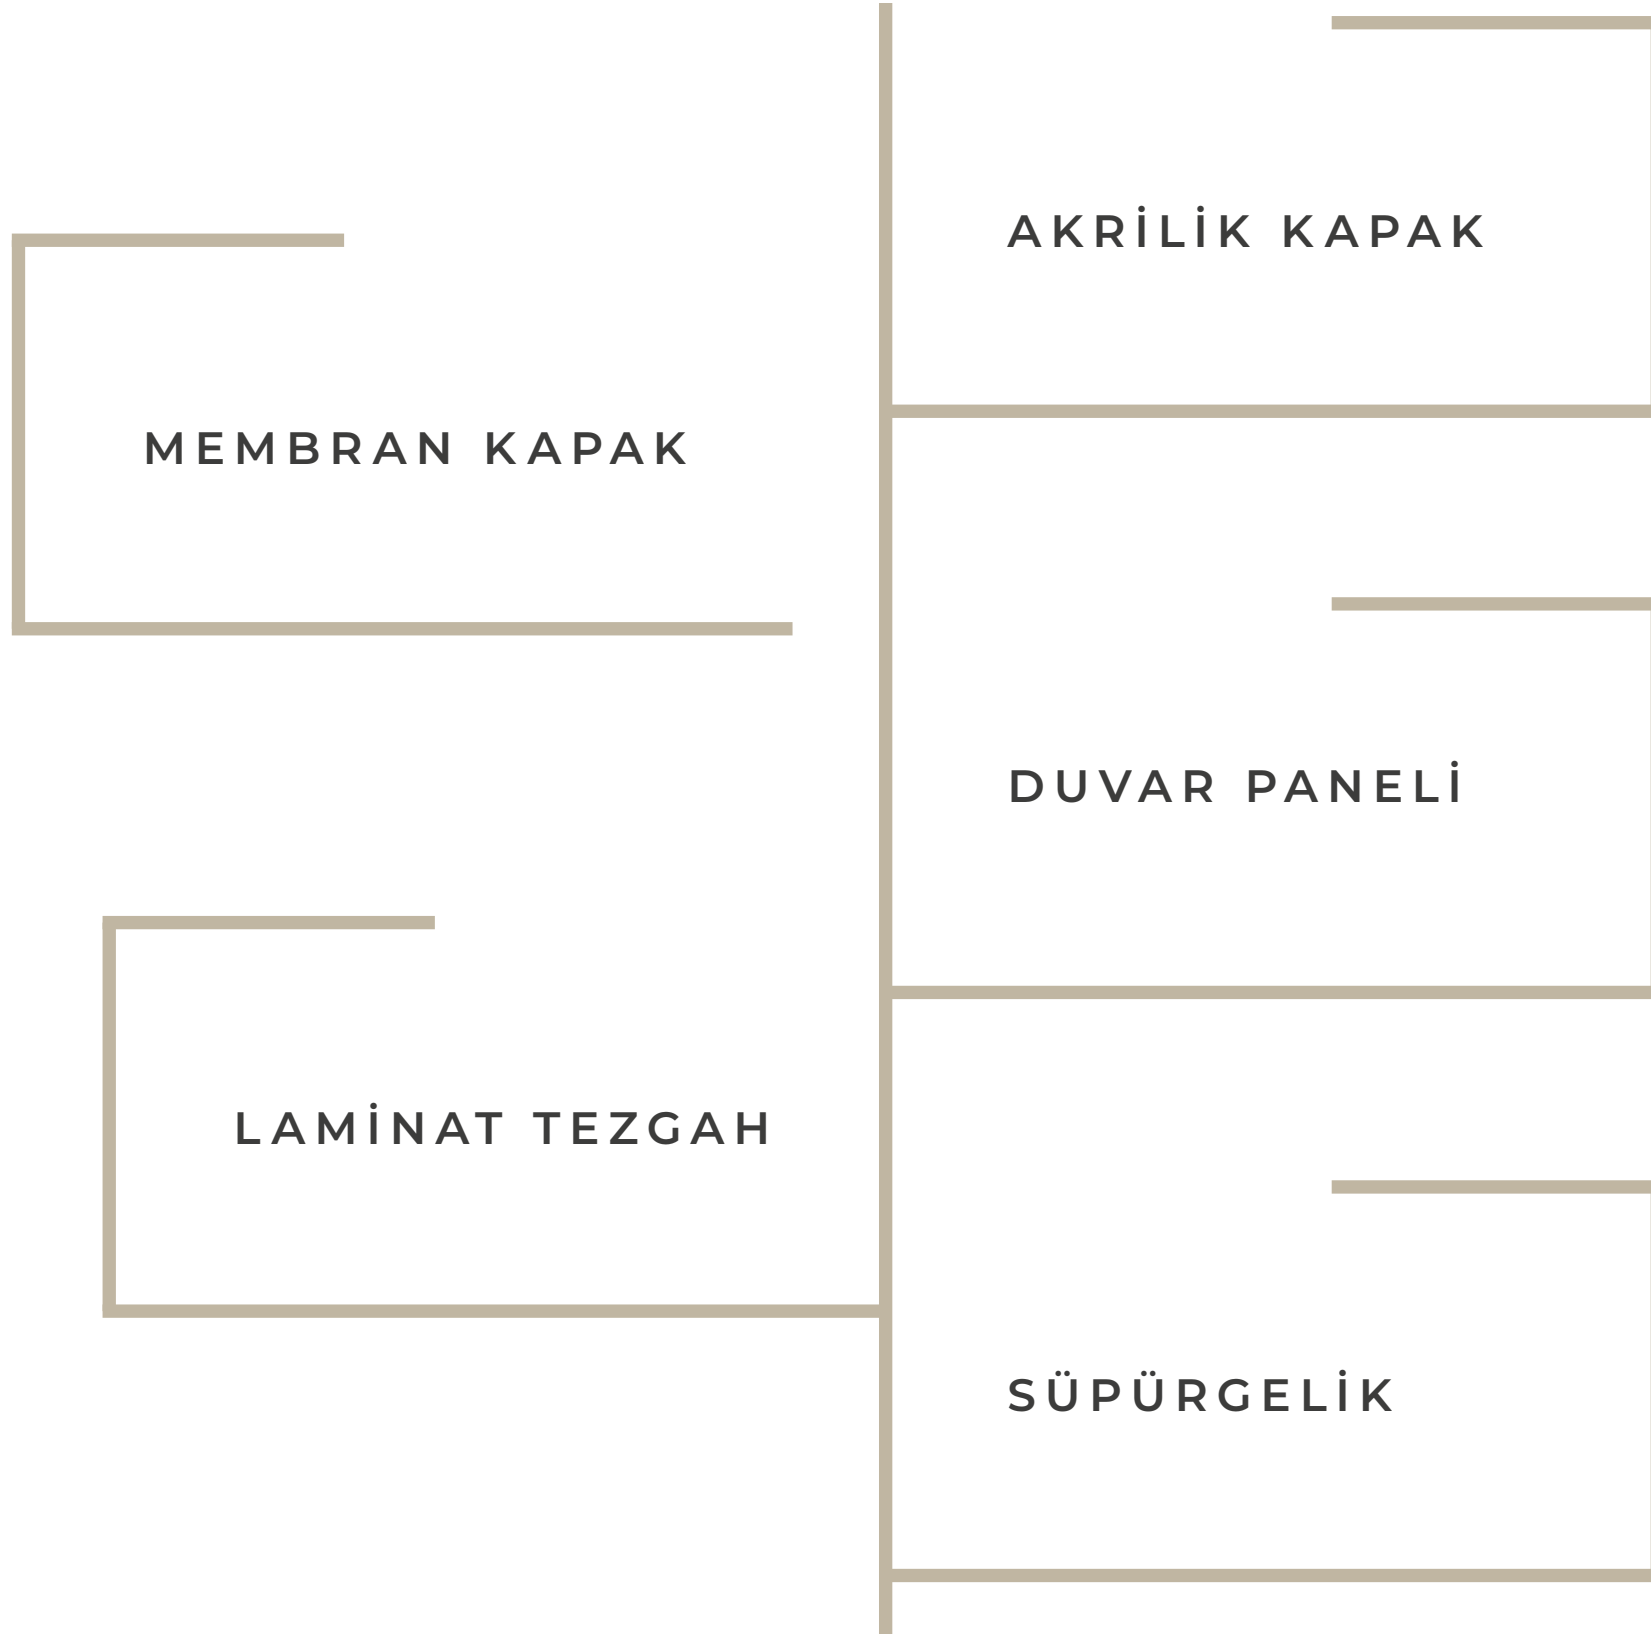 MEMBRAN KAPAK
LAMİNAT TEZGAH
AKRİLİK KAPAK
DUVAR PANELİ
SÜPÜRGELİK